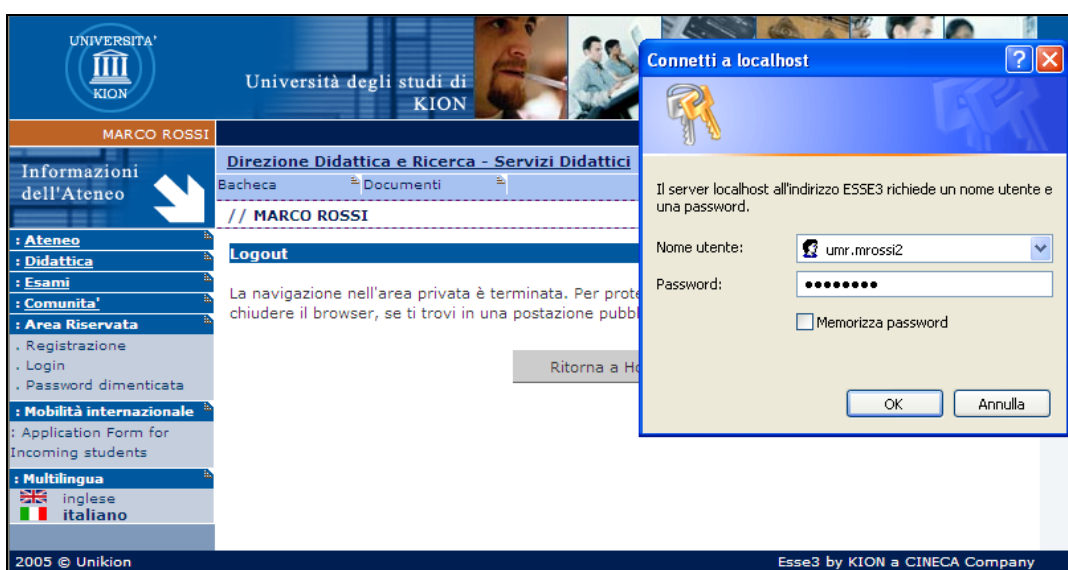 UNIVERSITA'
KION
Università degli studi di
KION
MARCO ROSSI
Informazioni
dell'Ateneo
: Ateneo
: Didattica
: Esami
: Comunita'
: Area Riservata
. Registrazione
. Login
. Password dimenticata
: Mobilità internazionale
: Application Form for
Incoming students
: Multilingua
inglese
italiano
Direzione Didattica e Ricerca - Servizi Didattici
Bacheca Documenti
// MARCO ROSSI
Logout
La navigazione nell'area privata è terminata. Per
chiudere il browser, se ti trovi in una postazione
Ritorna a
Connetti a localhost
Il server localhost all'indirizzo ESSE3 richiede un nome utente e
una password.
Nome utente: umr.mrossi2
Password: ●●●●●●●●
Memorizza password
OK Annulla
2005 © Unikion Esse3 by KION a CINECA Company